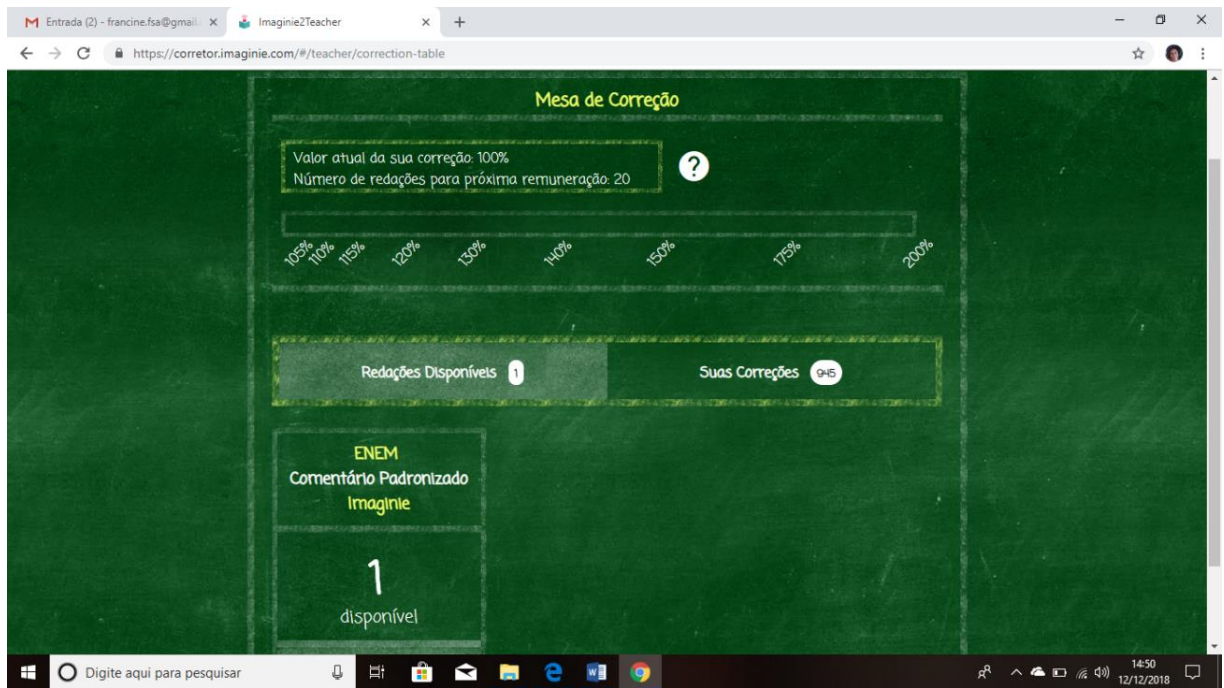 Entrada (2) - francine.fsa@gmail.
Imaginie2Teacher
https://corretor.imaginie.com/#/teacher/correction-table
Mesa de Correção
Valor atual da sua correção: 100%
Número de redações para próxima remuneração: 20
?
105% 110% 115% 120% 130% 140% 150% 175% 200%
Redações Disponíveis 1 Suas Correções 945
ENEM
Comentário Padronizado
Imaginie
1
disponível
Digite aqui para pesquisar
14:50
12/12/2018